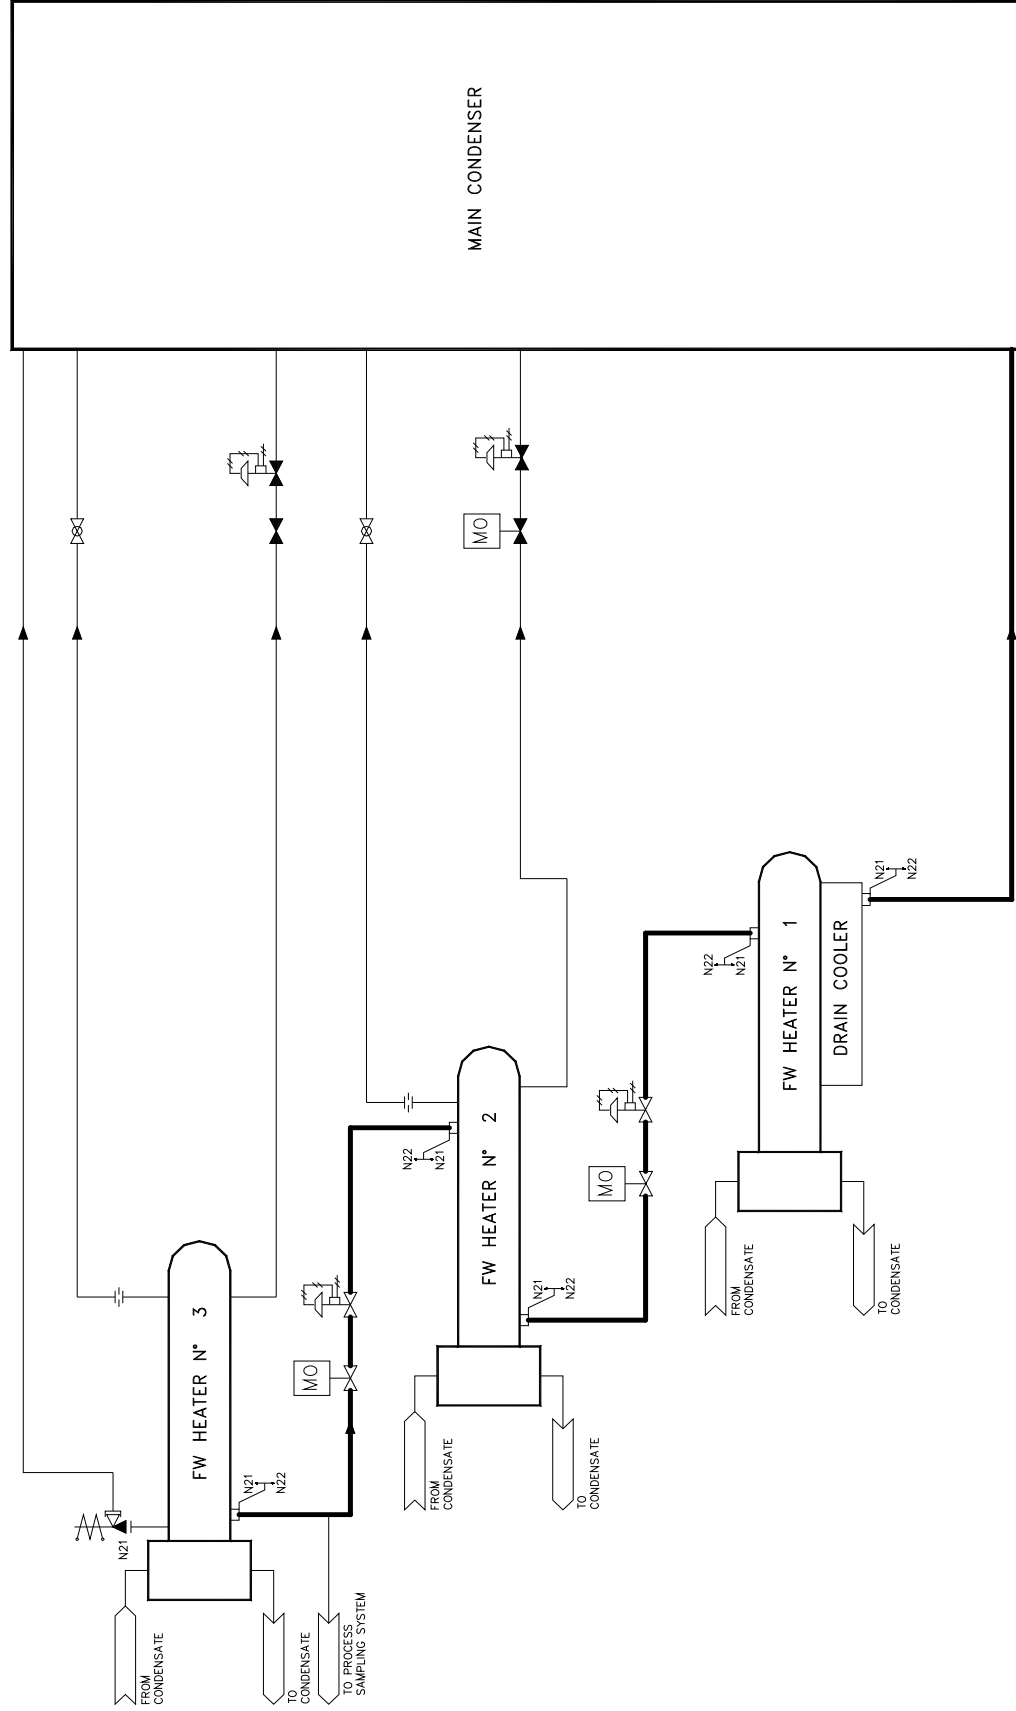 MAIN CONDENSER
MO
N21
FW HEATER N° 3
N21
N22
FROM
CONDENSATE
TO
CONDENSATE
TO PROCESS
SAMPLING SYSTEM
MO
N22
N21
FW HEATER N° 2
N21
N22
FROM
CONDENSATE
TO
CONDENSATE
MO
N22
N21
FW HEATER N° 1
DRAIN COOLER
N21
N22
FROM
CONDENSATE
TO
CONDENSATE